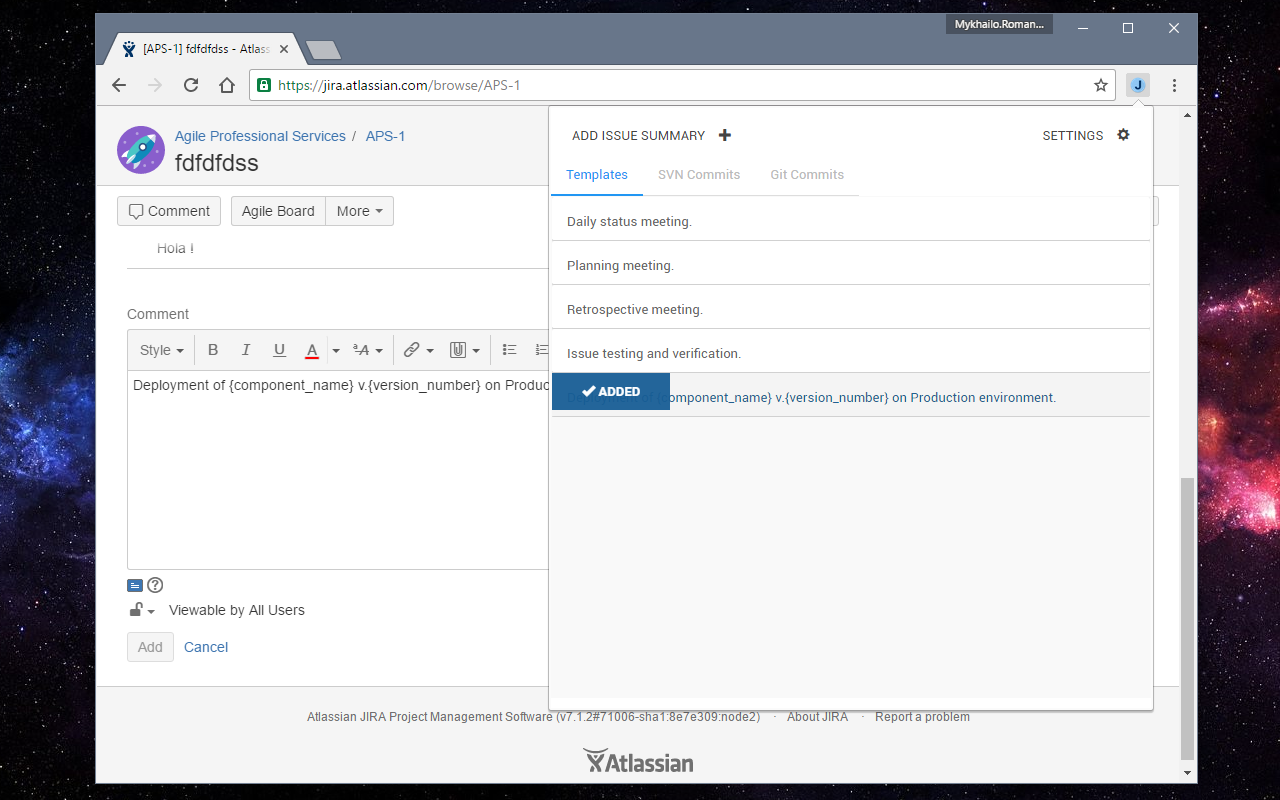 Mykhailo.Roman...
[APS-1] fdfdfdss - Atlass
https://jira.atlassian.com/browse/APS-1
J
Agile Professional Services / APS-1
fdfdfdss
Comment
Agile Board
More
Hola !
Comment
Style
B I U A
Deployment of {component_name} v.{version_number} on Produc
Viewable by All Users
Add
Cancel
ADD ISSUE SUMMARY
SETTINGS
Templates
SVN Commits
Git Commits
Daily status meeting.
Planning meeting.
Retrospective meeting.
Issue testing and verification.
ADDED
Deployment of {component_name} v.{version_number} on Production environment.
Atlassian JIRA Project Management Software (v7.1.2#71006-sha1:8e7e309:node2) · About JIRA · Report a problem
Atlassian